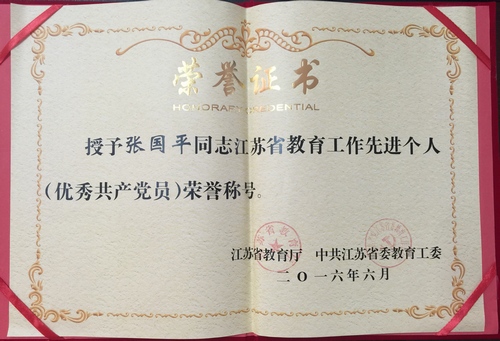 荣誉证书
HONORARY CREDENTIAL
授予张国平同志江苏省教育工作先进个人
(优秀共产党员)荣誉称号。
江苏省教育厅 中共江苏省委教育工委
二〇一六年六月